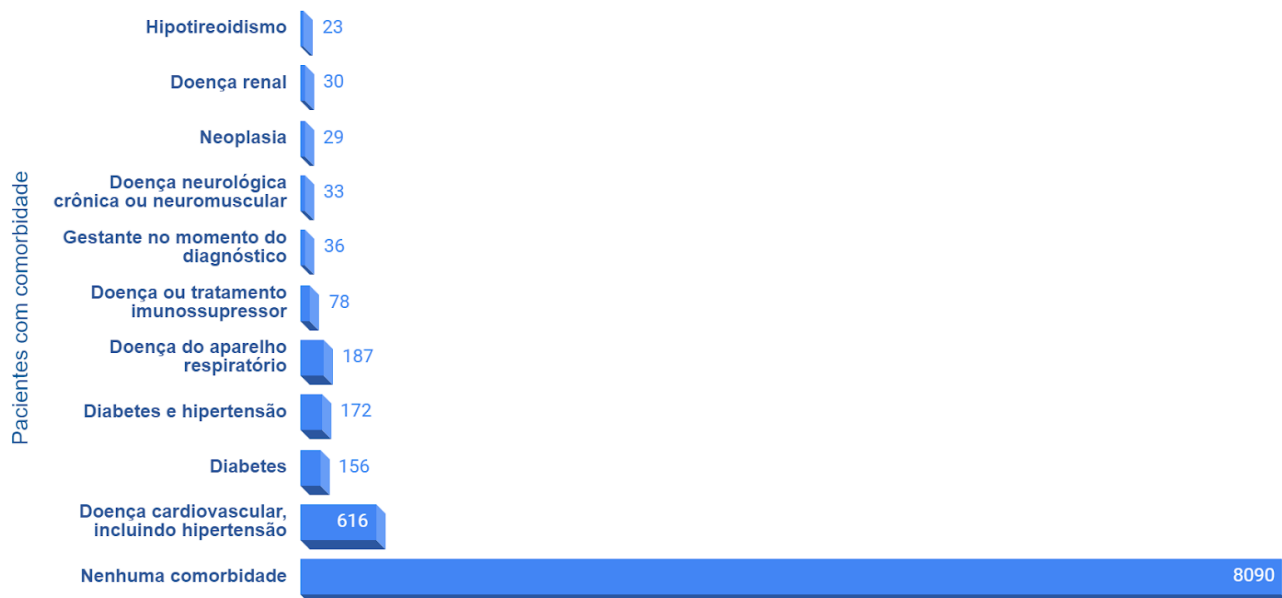 Pacientes com comorbidade
Hipotireoidismo
23
Doença renal
30
Neoplasia
29
Doença neurológica
crônica ou neuromuscular
33
Gestante no momento do
diagnóstico
36
Doença ou tratamento
imunossupressor
78
Doença do aparelho
respiratório
187
Diabetes e hipertensão
172
Diabetes
156
Doença cardiovascular,
incluindo hipertensão
616
Nenhuma comorbidade
8090